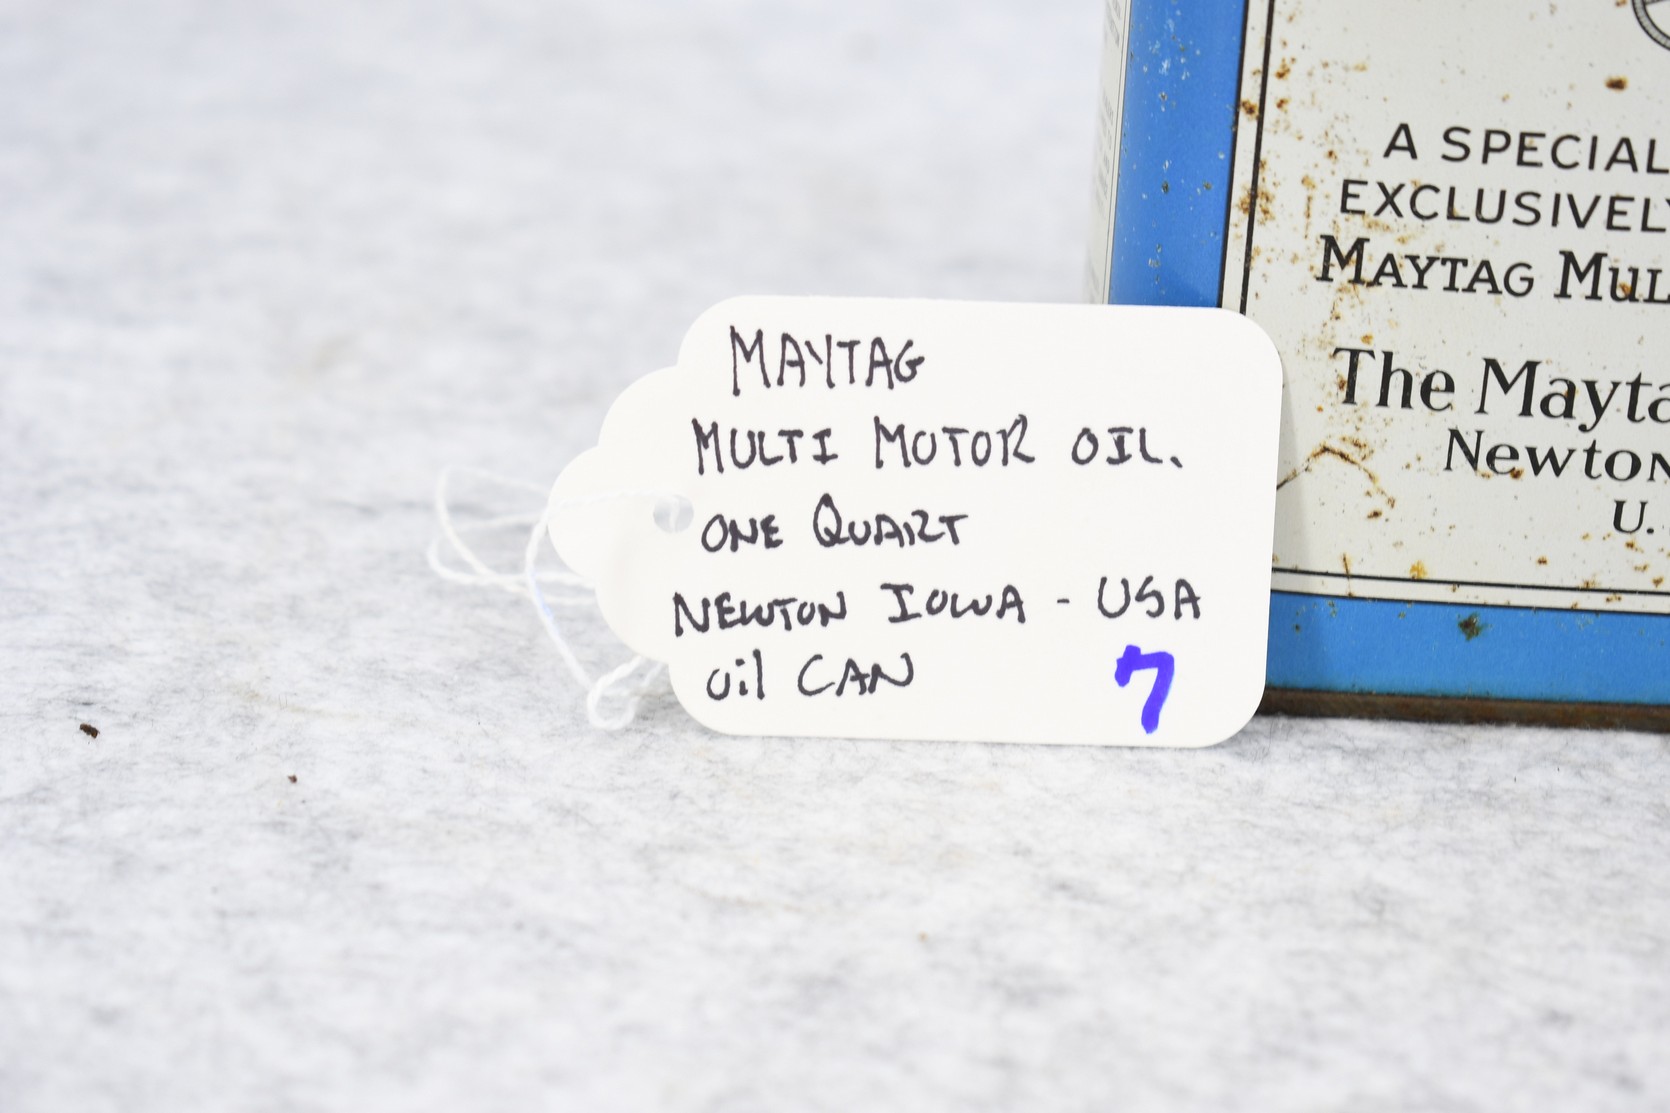 MAYTAG
MULTI MOTOR OIL.
ONE QUART
NEWTON IOWA - USA
Oil CAN
7
A SPECIAL
EXCLUSIVELY
MAYTAG MUL
The Mayta
Newton
U.